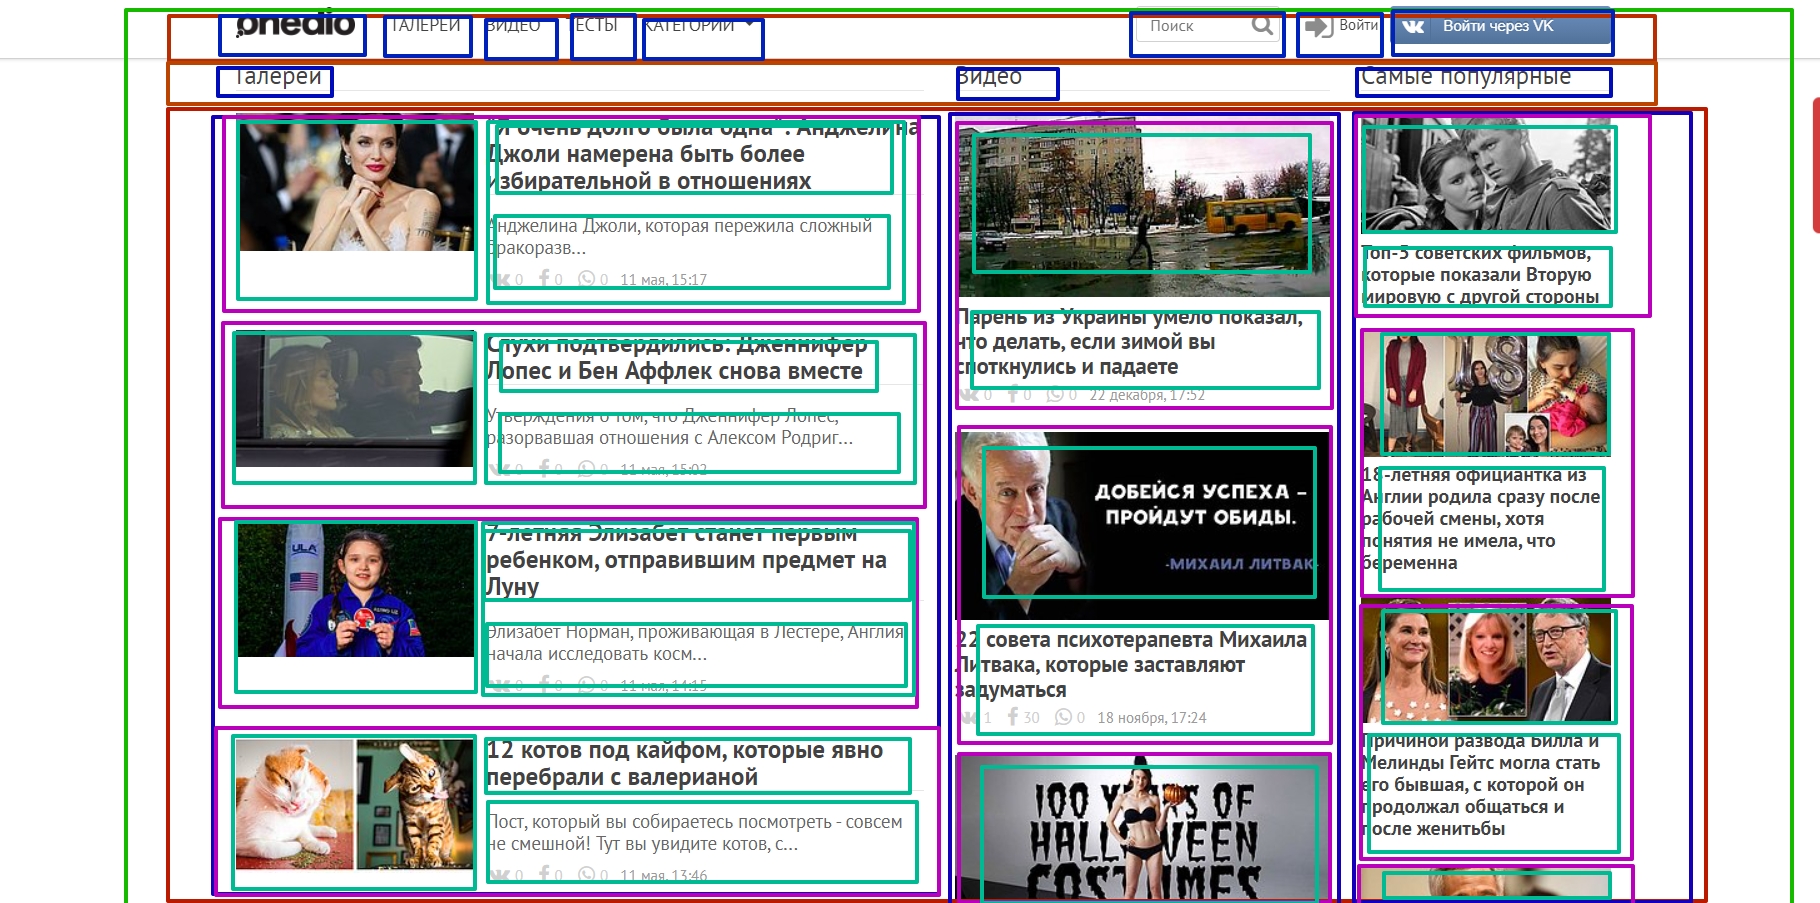 onedio ГАЛЕРЕИ ВИДЕО ТЕСТЫ КАТЕГОРИИ Поиск Войти Войти через VK
Галереи Видео Самые популярные
"Я очень долго была одна": Анджелина
Джоли намерена быть более
избирательной в отношениях
Анджелина Джоли, которая пережила сложный
бракоразв...
0 0 0 11 мая, 15:17
Слухи подтвердились: Дженнифер
Лопес и Бен Аффлек снова вместе
Утверждения о том, что Дженнифер Лопес,
разорвавшая отношения с Алексом Родриг...
0 0 0 11 мая, 15:02
ULA
7-летняя Элизабет станет первым
ребенком, отправившим предмет на
Луну
Элизабет Норман, проживающая в Лестере, Англия
начала исследовать косм...
0 0 0 11 мая, 14:15
12 котов под кайфом, которые явно
перебрали с валерианой
Пост, который вы собираетесь посмотреть - совсем
не смешной! Тут вы увидите котов, с...
0 0 0 11 мая, 13:46
Парень из Украины умело показал,
что делать, если зимой вы
споткнулись и падаете
0 0 0 22 декабря, 17:52
ДОБЕЙСЯ УСПЕХА –
ПРОЙДУТ ОБИДЫ.
-МИХАИЛ ЛИТВАК-
22 совета психотерапевта Михаила
Литвака, которые заставляют
задуматься
1 30 0 18 ноября, 17:24
100 YEARS OF
HALLOWEEN
COSTUMES
Топ-5 советских фильмов,
которые показали Вторую
мировую с другой стороны
18
18-летняя официантка из
Англии родила сразу после
рабочей смены, хотя
понятия не имела, что
беременна
Причиной развода Билла и
Мелинды Гейтс могла стать
его бывшая, с которой он
продолжал общаться и
после женитьбы